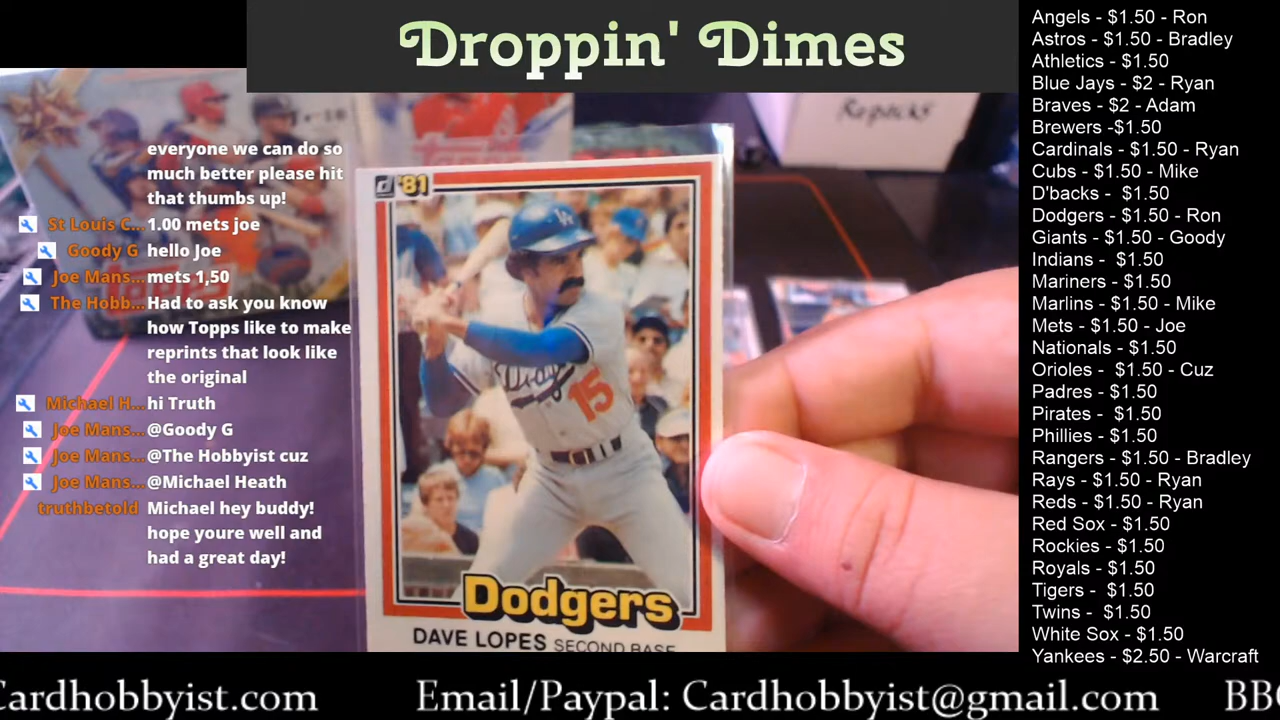 Droppin' Dimes
Repacks
everyone we can do so
much better please hit
that thumbs up!
St Louis C... 1.00 mets joe
Goody G hello Joe
Joe Mans... mets 1,50
The Hobb... Had to ask you know
how Topps like to make
reprints that look like
the original
Michael H... hi Truth
Joe Mans... @Goody G
Joe Mans... @The Hobbyist cuz
Joe Mans... @Michael Heath
truthbetold Michael hey buddy!
hope youre well and
had a great day!
'81
Dodgers
15
Dodgers
DAVE LOPES SECOND BASE
Angels - $1.50 - Ron
Astros - $1.50 - Bradley
Athletics - $1.50
Blue Jays - $2 - Ryan
Braves - $2 - Adam
Brewers -$1.50
Cardinals - $1.50 - Ryan
Cubs - $1.50 - Mike
D'backs - $1.50
Dodgers - $1.50 - Ron
Giants - $1.50 - Goody
Indians - $1.50
Mariners - $1.50
Marlins - $1.50 - Mike
Mets - $1.50 - Joe
Nationals - $1.50
Orioles - $1.50 - Cuz
Padres - $1.50
Pirates - $1.50
Phillies - $1.50
Rangers - $1.50 - Bradley
Rays - $1.50 - Ryan
Reds - $1.50 - Ryan
Red Sox - $1.50
Rockies - $1.50
Royals - $1.50
Tigers - $1.50
Twins - $1.50
White Sox - $1.50
Yankees - $2.50 - Warcraft
Cardhobbyist.com Email/Paypal: Cardhobbyist@gmail.com